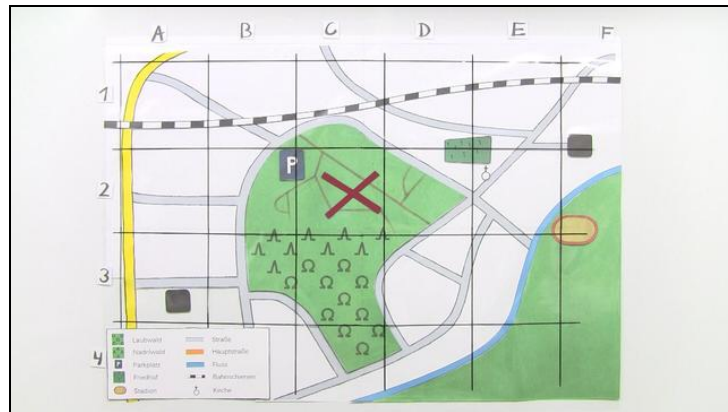 A B C D E F
1
2
3
4
P
Laubwald
Nadelwald
P Parkplatz
Friedhof
Stadion
Straße
Hauptstraße
Fluss
Bahnschienen
Kirche